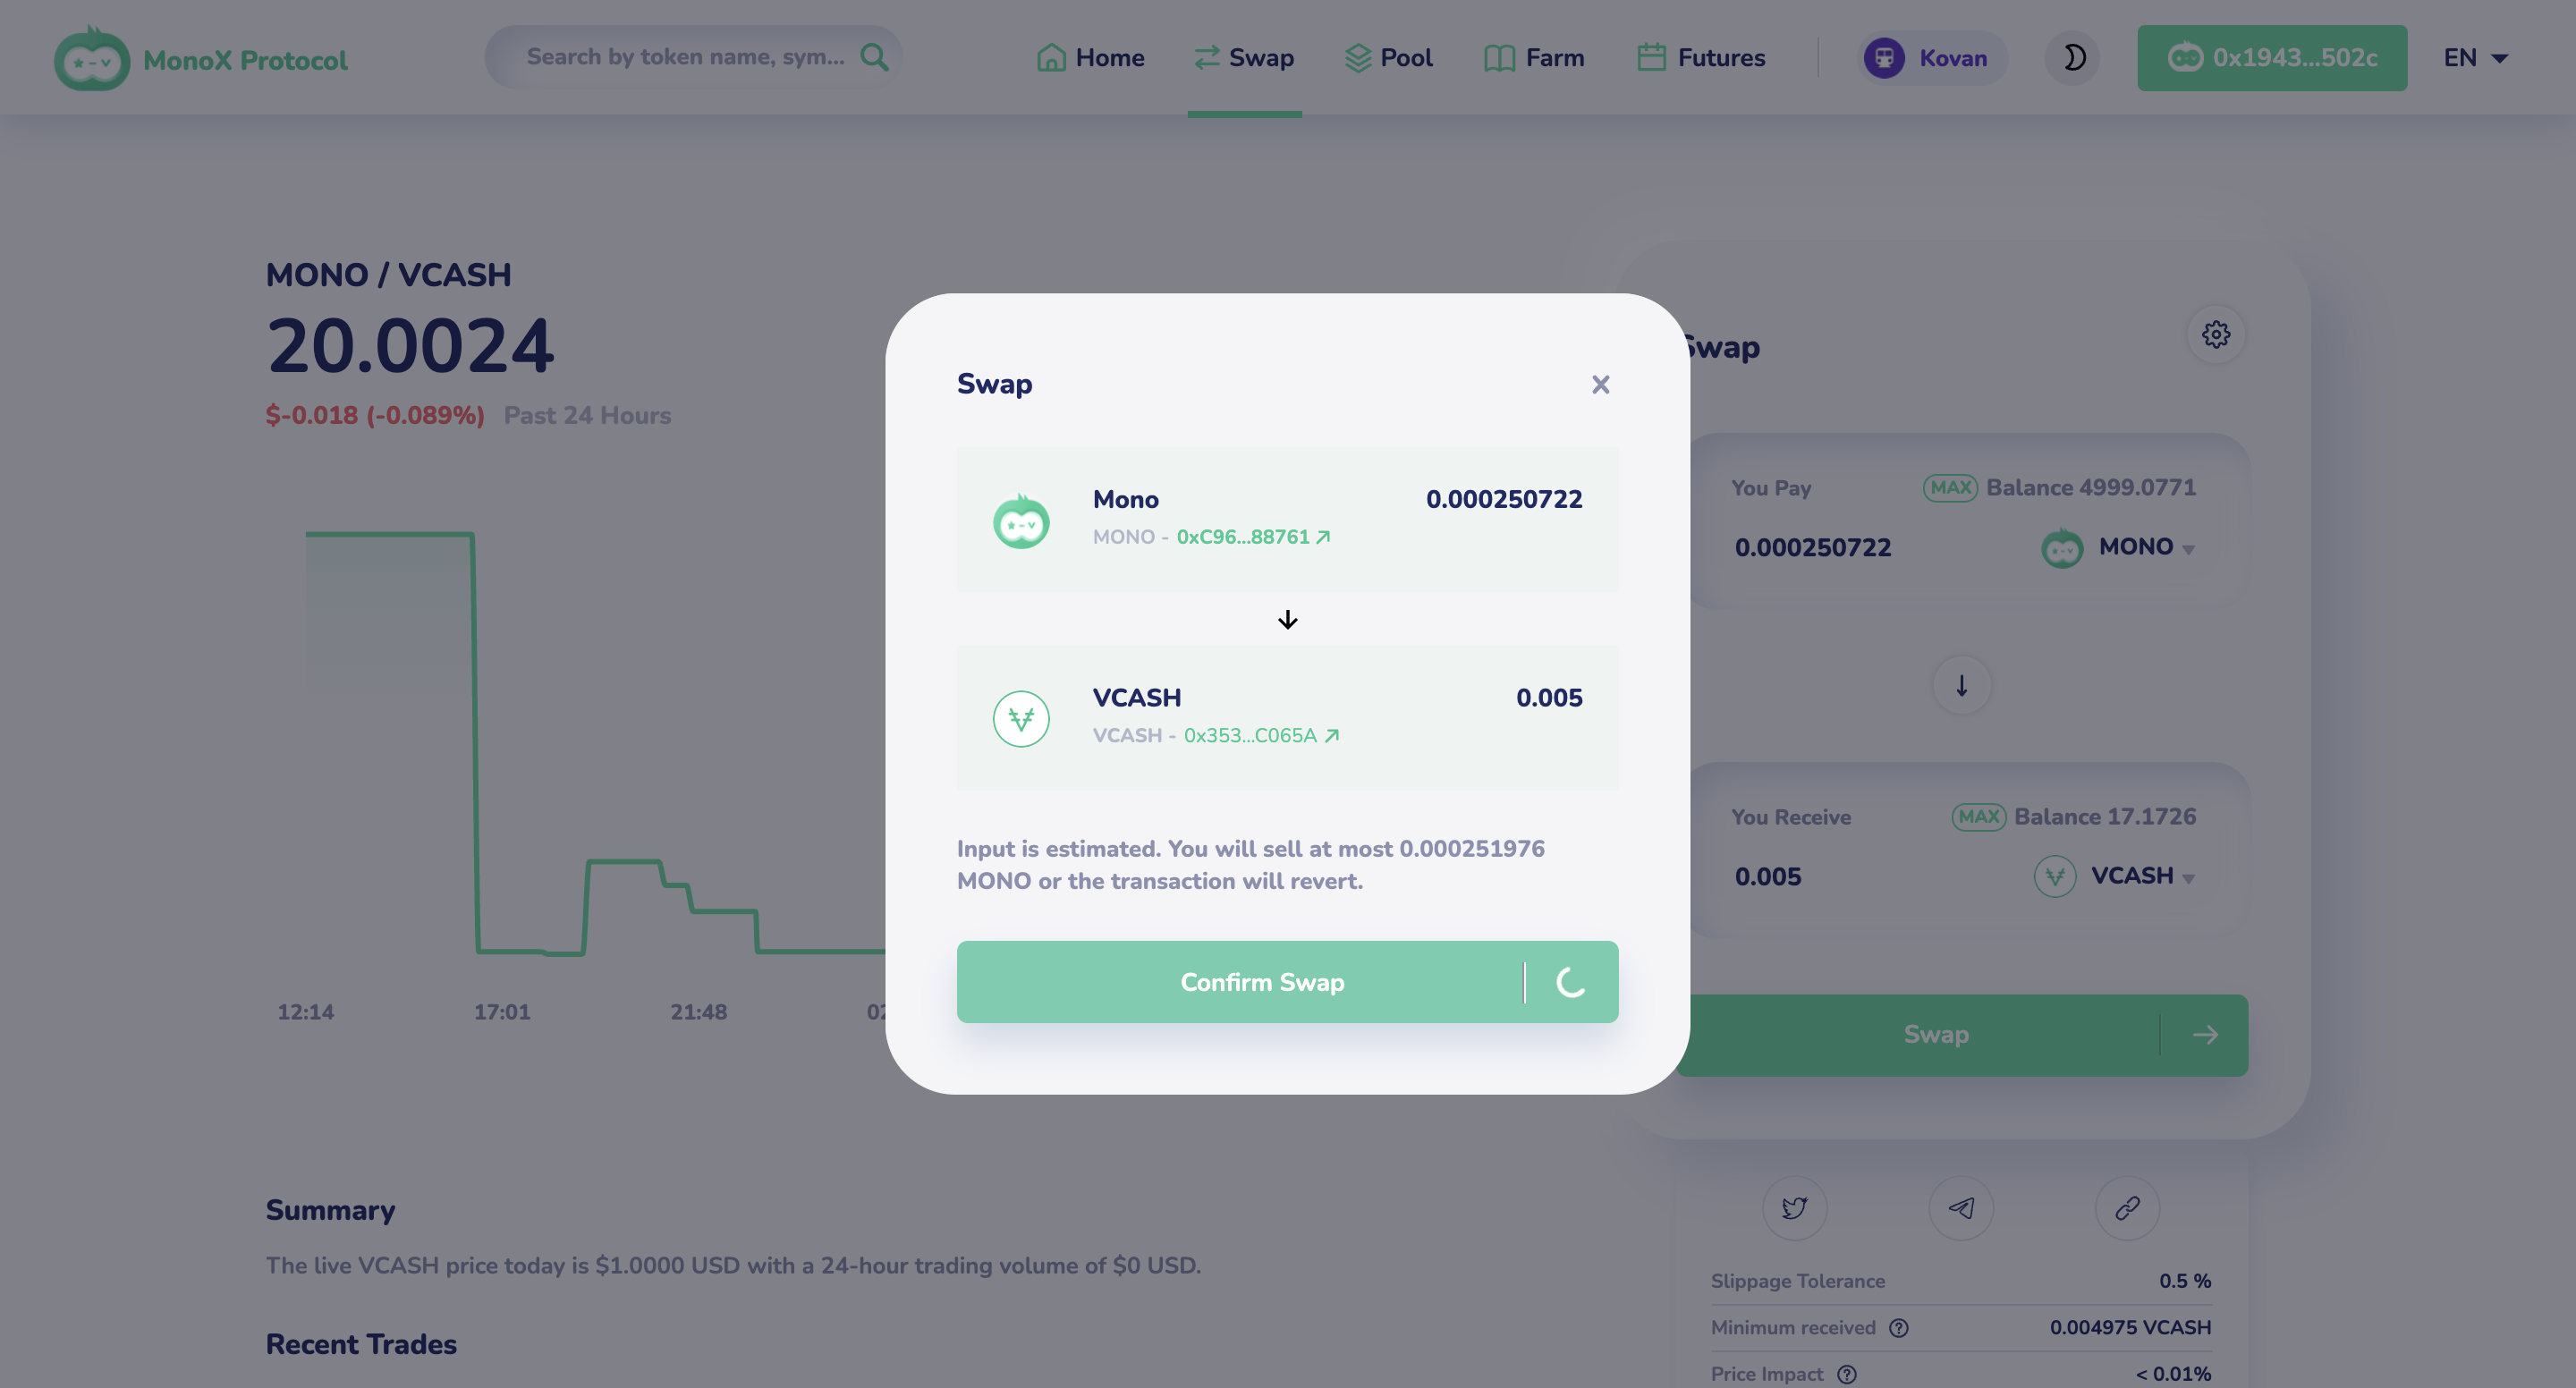 MonoX Protocol
Search by token name, sym...
Home
Swap
Pool
Farm
Futures
Kovan
0x1943...502c
EN
MONO / VCASH
20.0024
$-0.018 (-0.089%) Past 24 Hours
12:14
17:01
21:48
Swap
Mono 0.000250722
MONO - 0xC96...88761
VCASH 0.005
VCASH - 0x353...C065A
Input is estimated. You will sell at most 0.000251976
MONO or the transaction will revert.
Confirm Swap
Swap
You Pay MAX Balance 4999.0771
0.000250722 MONO
You Receive MAX Balance 17.1726
0.005 VCASH
Swap
Slippage Tolerance 0.5 %
Minimum received ? 0.004975 VCASH
Price Impact ? < 0.01%
Summary
The live VCASH price today is $1.0000 USD with a 24-hour trading volume of $0 USD.
Recent Trades